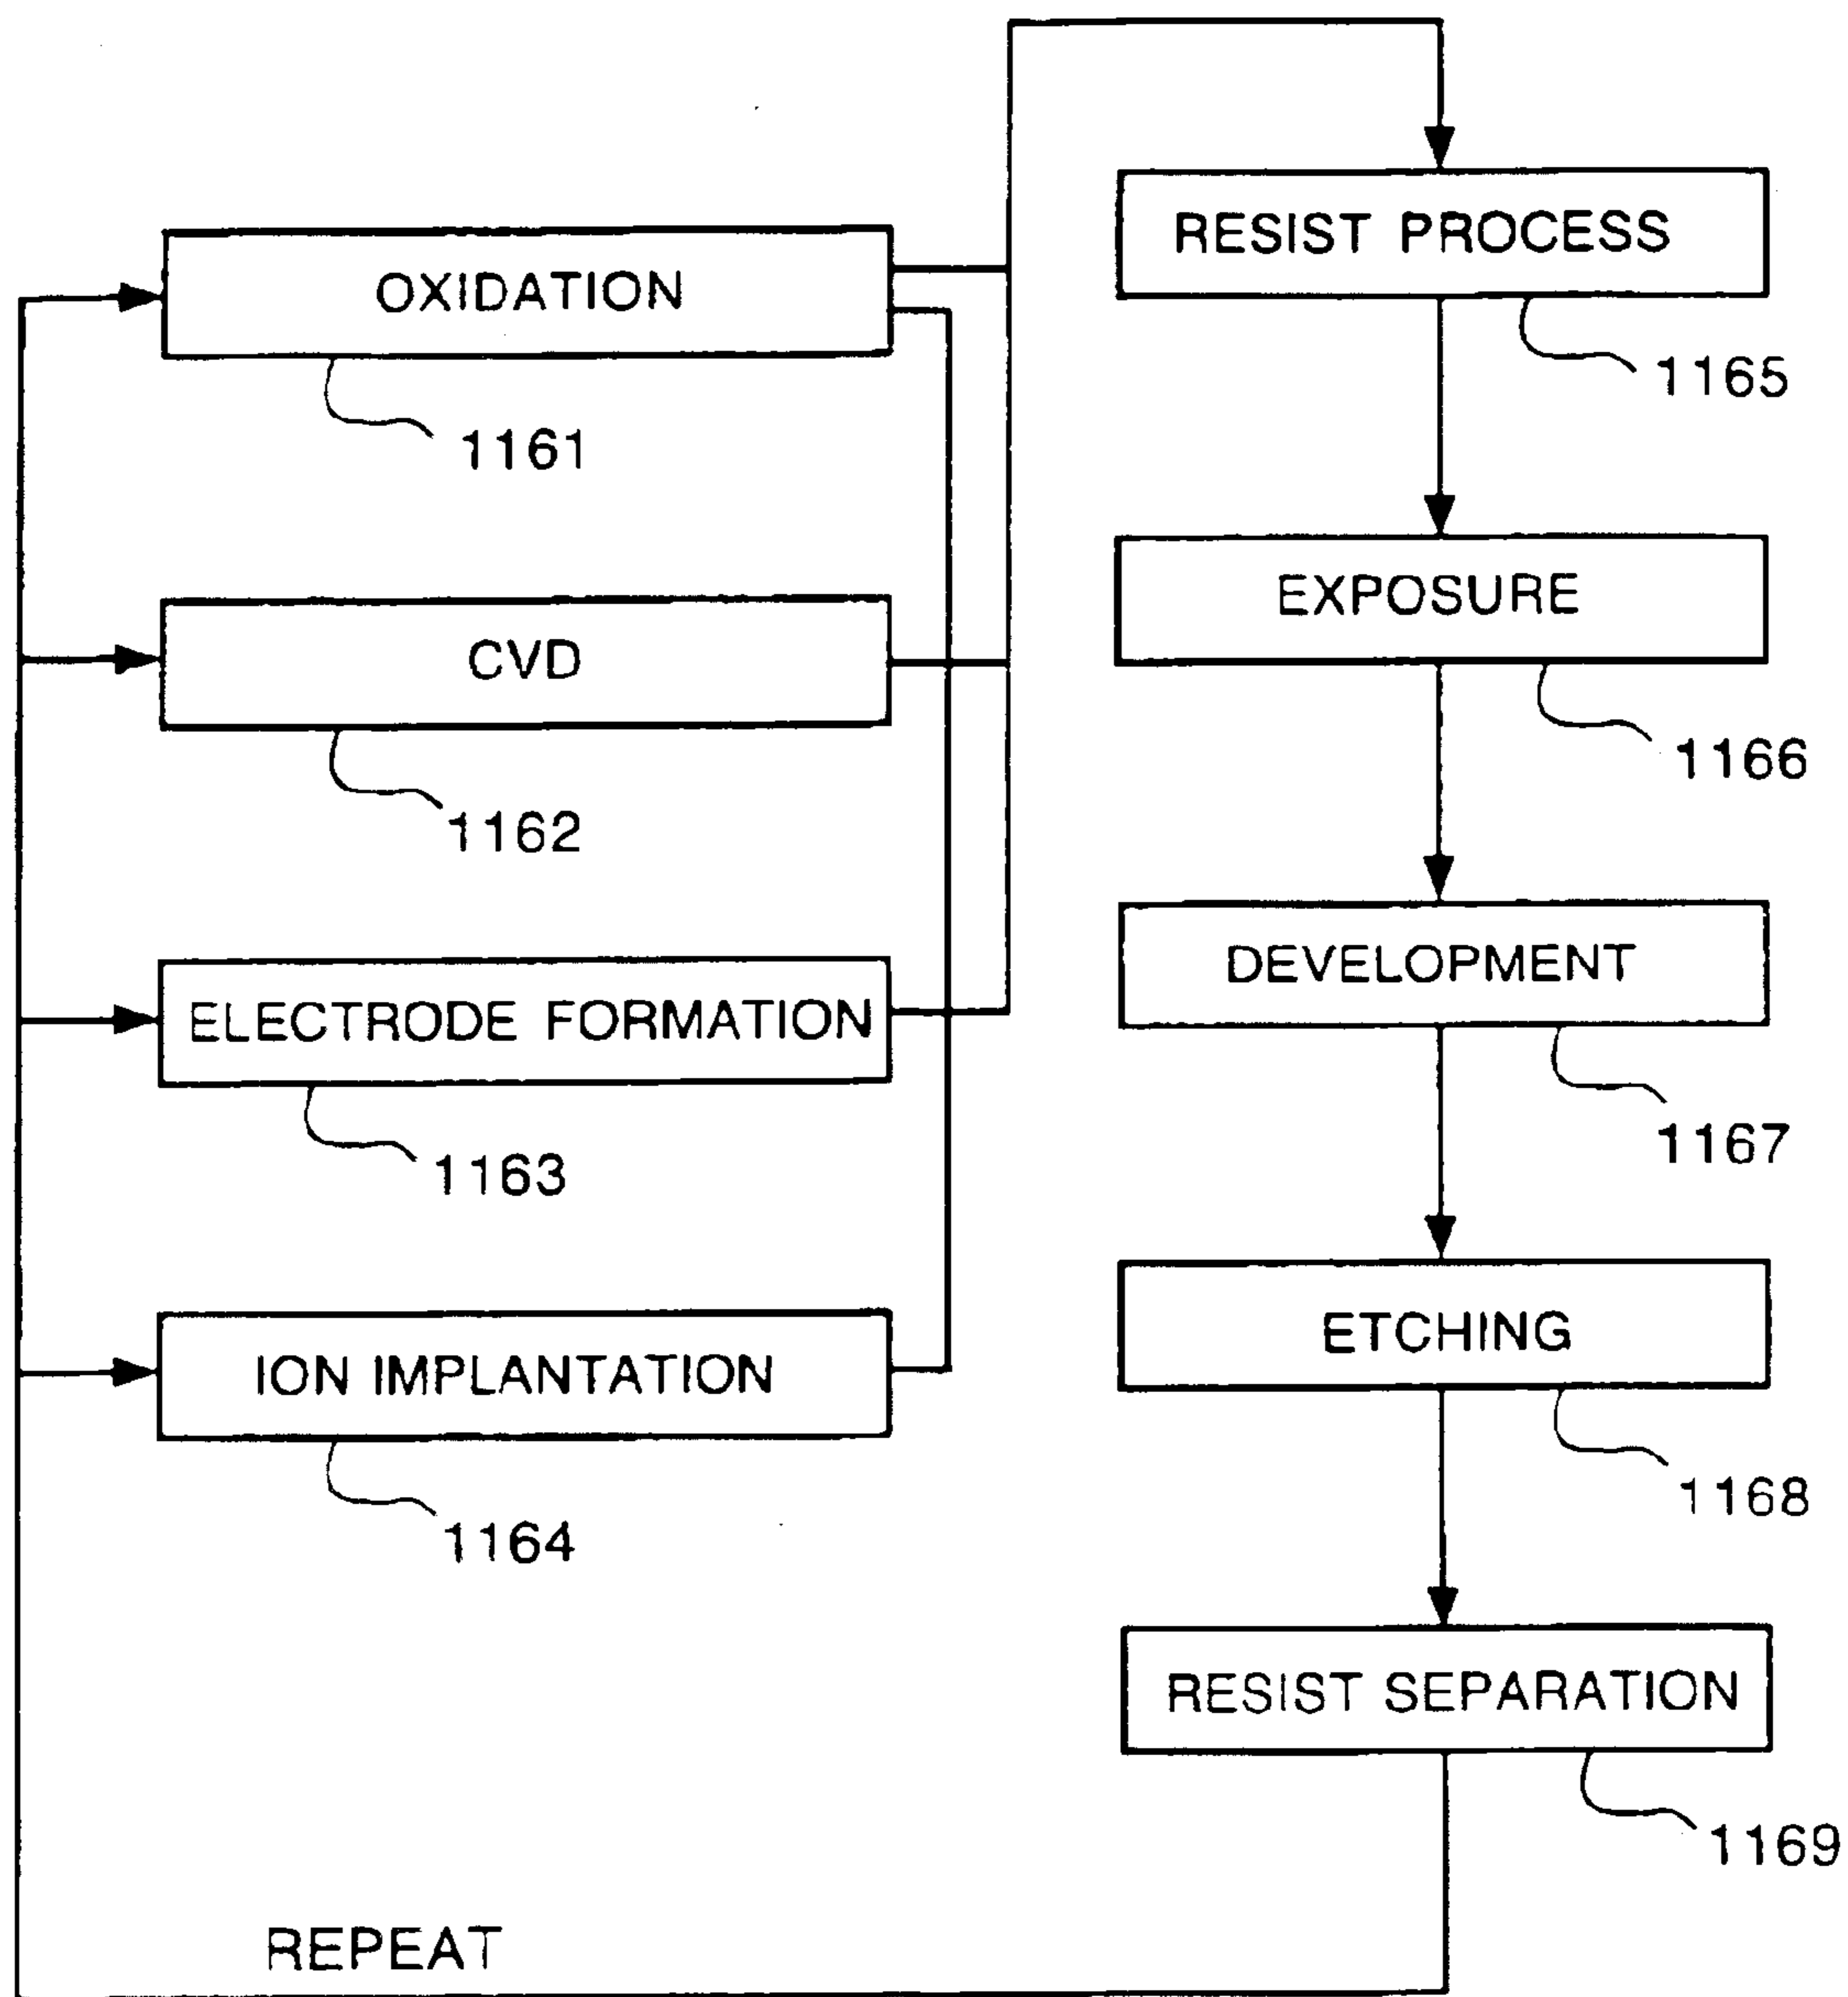 OXIDATION
1161
CVD
1162
ELECTRODE FORMATION
1163
ION IMPLANTATION
1164
RESIST PROCESS
1165
EXPOSURE
1166
DEVELOPMENT
1167
ETCHING
1168
RESIST SEPARATION
1169
REPEAT